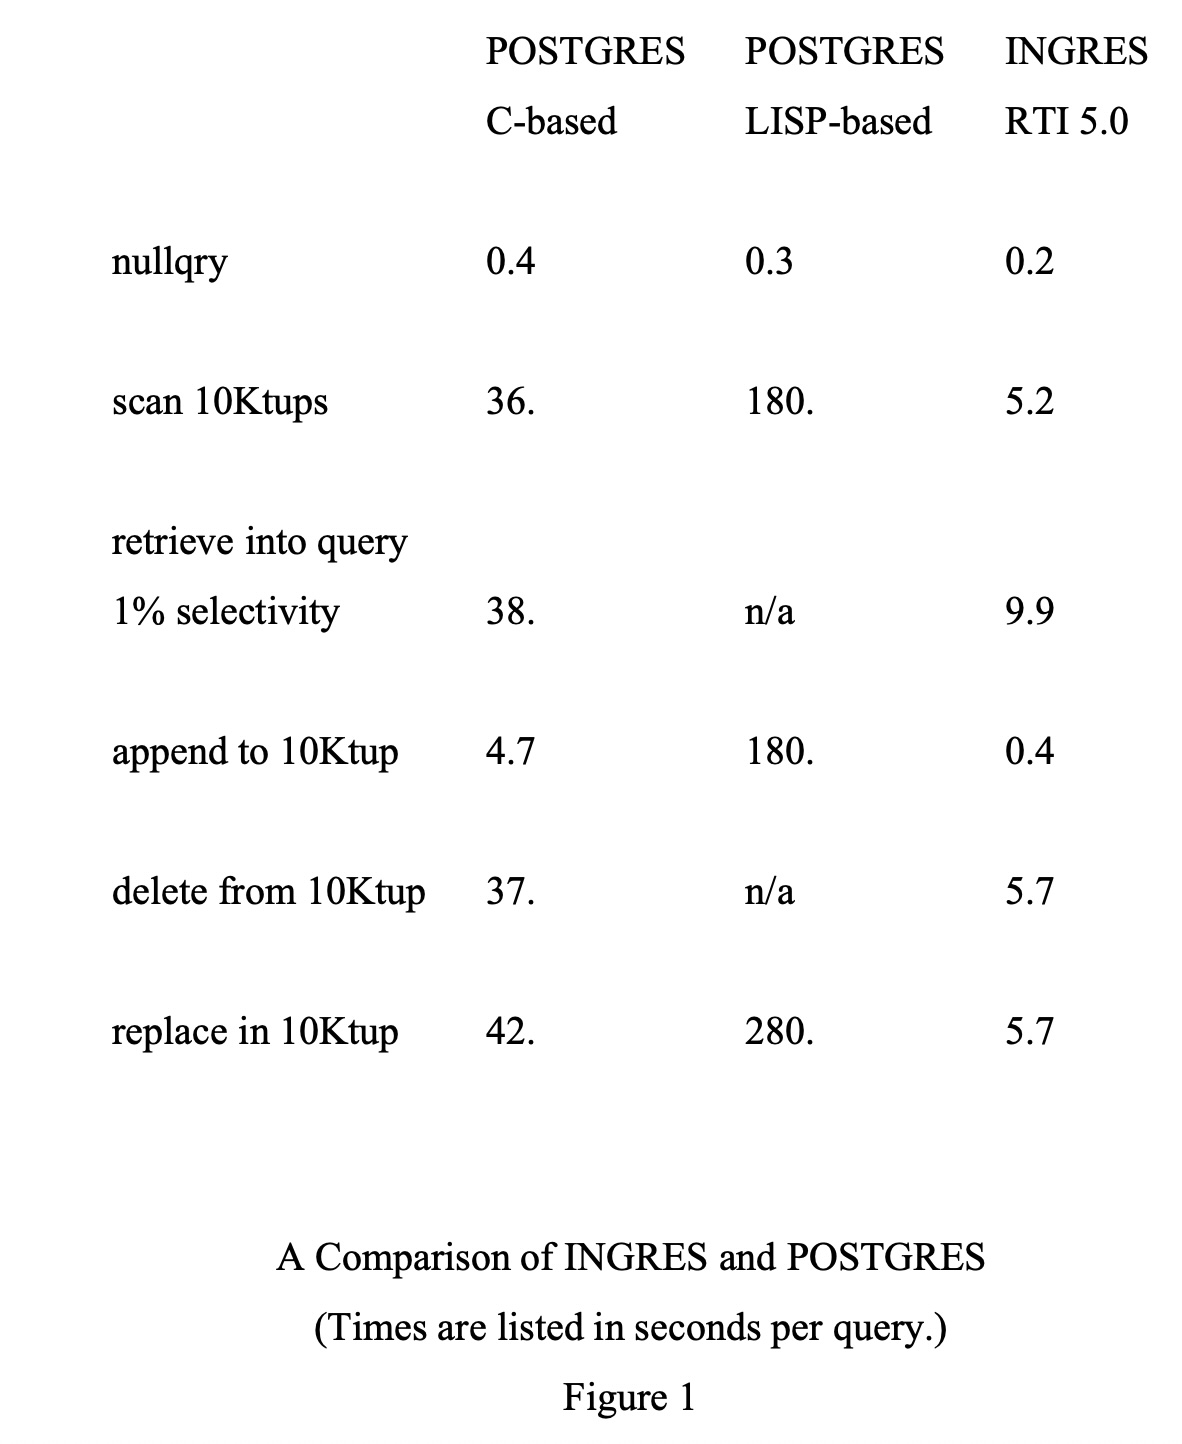 POSTGRES POSTGRES INGRES
C-based LISP-based RTI 5.0
nullqry 0.4 0.3 0.2
scan 10Ktups 36. 180. 5.2
retrieve into query
1% selectivity 38. n/a 9.9
append to 10Ktup 4.7 180. 0.4
delete from 10Ktup 37. n/a 5.7
replace in 10Ktup 42. 280. 5.7
A Comparison of INGRES and POSTGRES
(Times are listed in seconds per query.)
Figure 1